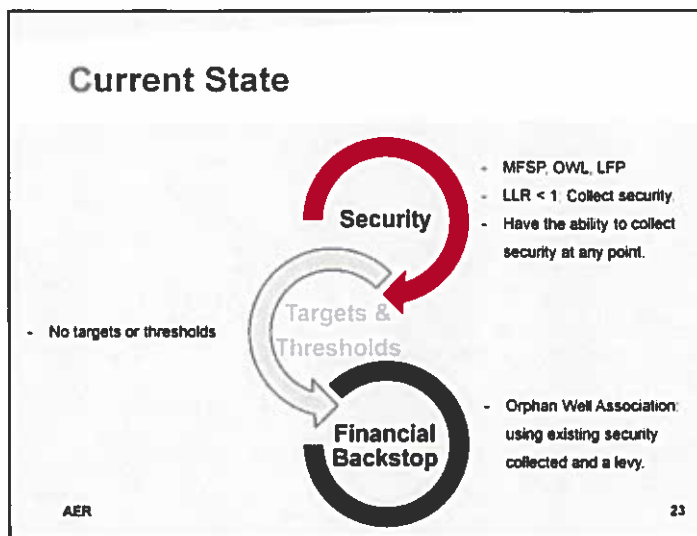 Current State
Security
- MFSP, OWL, LFP
- LLR < 1, Collect security.
- Have the ability to collect
security at any point.
Targets &
Thresholds
- No targets or thresholds
Financial
Backstop
- Orphan Well Association:
using existing security
collected and a levy.
AER
23